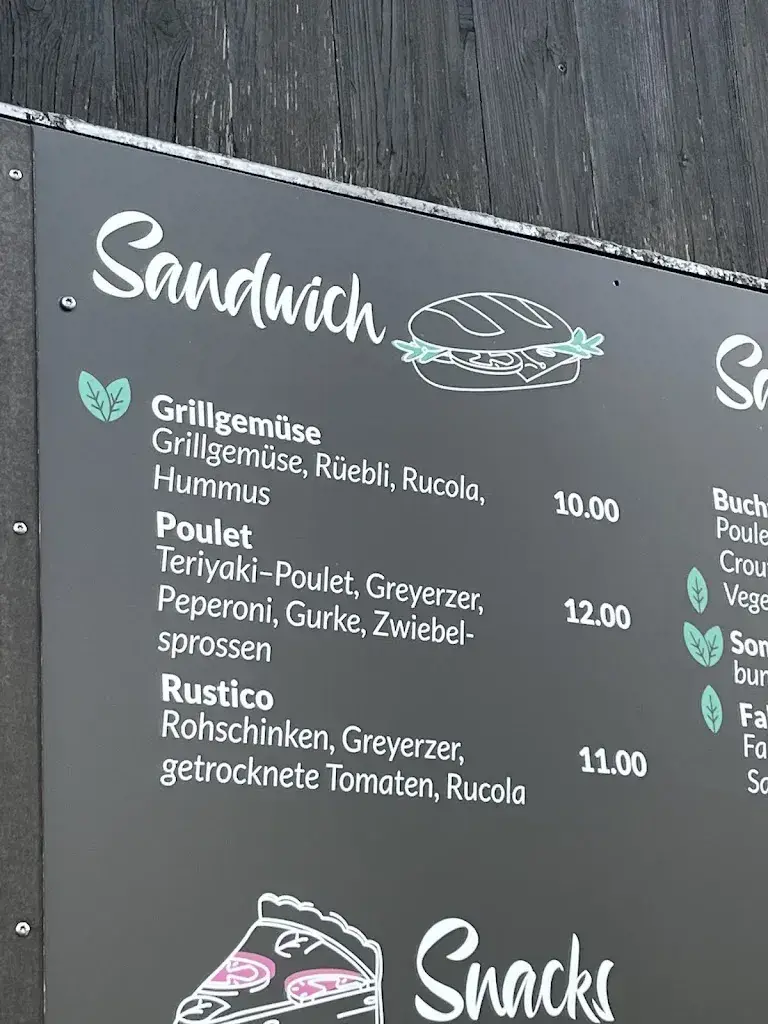 Sandwich
Grillgemüse
Grillgemüse, Rüebli, Rucola,
Hummus 10.00
Poulet
Teriyaki-Poulet, Greyerzer,
Peperoni, Gurke, Zwiebel- 12.00
sprossen
Rustico
Rohschinken, Greyerzer,
getrocknete Tomaten, Rucola 11.00
Snacks